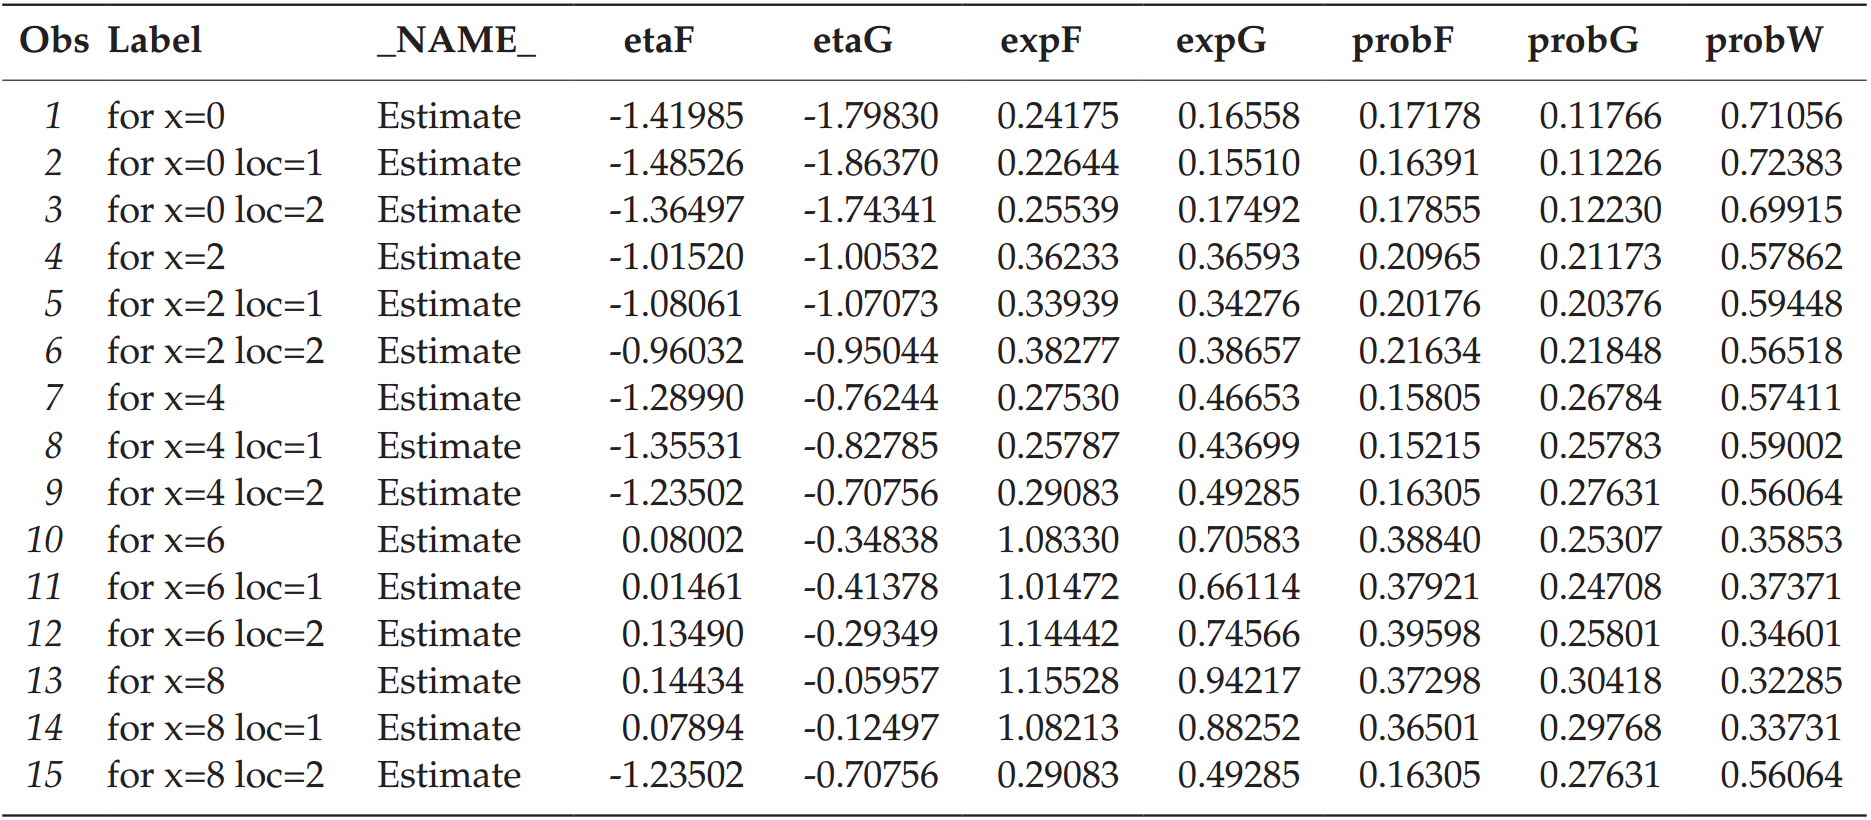 Obs Label _NAME_ etaF etaG expF expG probF probG probW
1 for x=0 Estimate -1.41985 -1.79830 0.24175 0.16558 0.17178 0.11766 0.71056
2 for x=0 loc=1 Estimate -1.48526 -1.86370 0.22644 0.15510 0.16391 0.11226 0.72383
3 for x=0 loc=2 Estimate -1.36497 -1.74341 0.25539 0.17492 0.17855 0.12230 0.69915
4 for x=2 Estimate -1.01520 -1.00532 0.36233 0.36593 0.20965 0.21173 0.57862
5 for x=2 loc=1 Estimate -1.08061 -1.07073 0.33939 0.34276 0.20176 0.20376 0.59448
6 for x=2 loc=2 Estimate -0.96032 -0.95044 0.38277 0.38657 0.21634 0.21848 0.56518
7 for x=4 Estimate -1.28990 -0.76244 0.27530 0.46653 0.15805 0.26784 0.57411
8 for x=4 loc=1 Estimate -1.35531 -0.82785 0.25787 0.43699 0.15215 0.25783 0.59002
9 for x=4 loc=2 Estimate -1.23502 -0.70756 0.29083 0.49285 0.16305 0.27631 0.56064
10 for x=6 Estimate 0.08002 -0.34838 1.08330 0.70583 0.38840 0.25307 0.35853
11 for x=6 loc=1 Estimate 0.01461 -0.41378 1.01472 0.66114 0.37921 0.24708 0.37371
12 for x=6 loc=2 Estimate 0.13490 -0.29349 1.14442 0.74566 0.39598 0.25801 0.34601
13 for x=8 Estimate 0.14434 -0.05957 1.15528 0.94217 0.37298 0.30418 0.32285
14 for x=8 loc=1 Estimate 0.07894 -0.12497 1.08213 0.88252 0.36501 0.29768 0.33731
15 for x=8 loc=2 Estimate -1.23502 -0.70756 0.29083 0.49285 0.16305 0.27631 0.56064